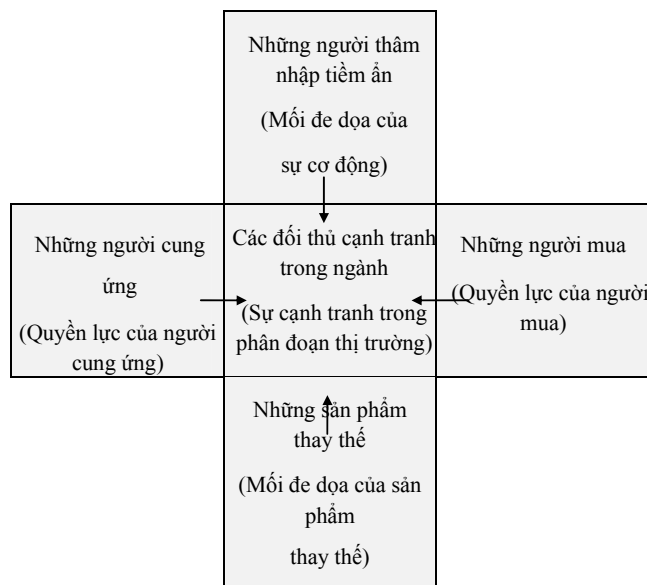 Những người thâm
nhập tiềm ẩn
(Mối đe dọa của
sự cơ động)
Những người cung
ứng
(Quyền lực của người
cung ứng)
Các đối thủ cạnh tranh
trong ngành
(Sự cạnh tranh trong
phân đoạn thị trường)
Những người mua
(Quyền lực của người
mua)
Những sản phẩm
thay thế
(Mối đe dọa của sản
phẩm
thay thế)